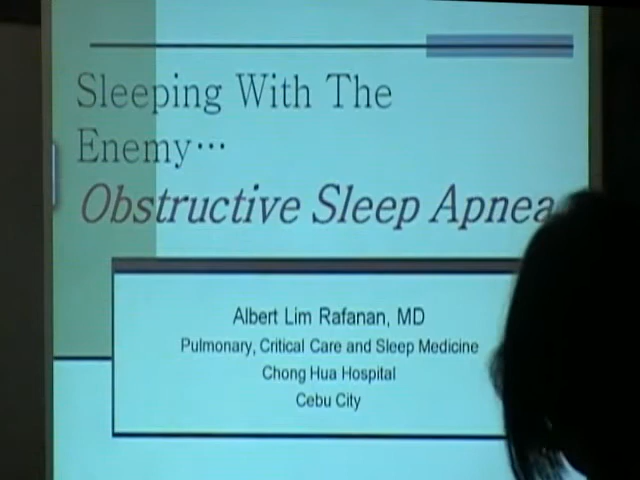 Sleeping With The
Enemy…
Obstructive Sleep Apnea
Albert Lim Rafanan, MD
Pulmonary, Critical Care and Sleep Medicine
Chong Hua Hospital
Cebu City